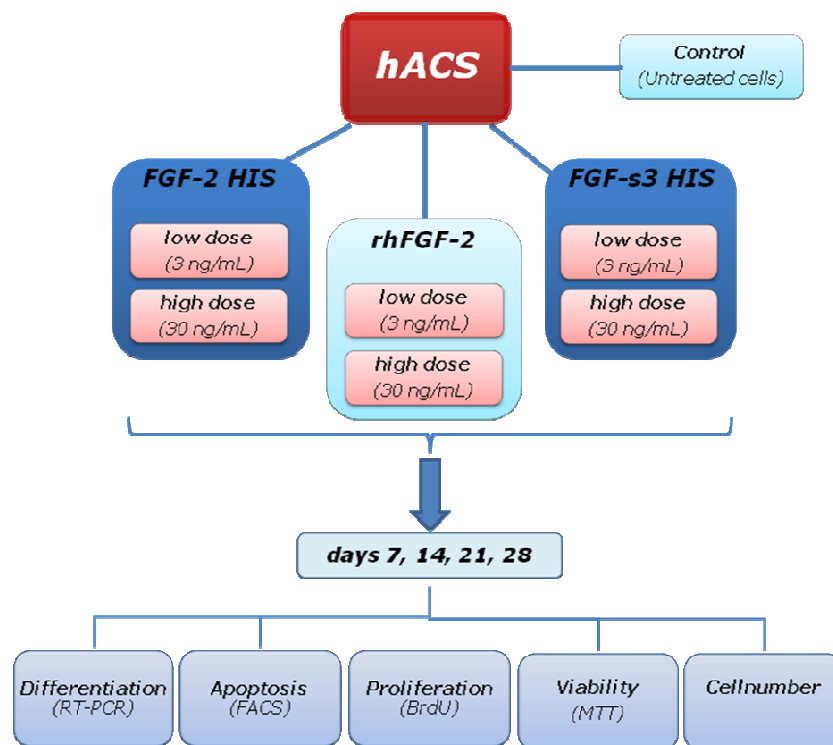 hACS
Control
(Untreated cells)
FGF-2 HIS
low dose
(3 ng/mL)
high dose
(30 ng/mL)
rhFGF-2
low dose
(3 ng/mL)
high dose
(30 ng/mL)
FGF-s3 HIS
low dose
(3 ng/mL)
high dose
(30 ng/mL)
days 7, 14, 21, 28
Differentiation
(RT-PCR)
Apoptosis
(FACS)
Proliferation
(BrdU)
Viability
(MTT)
Cellnumber